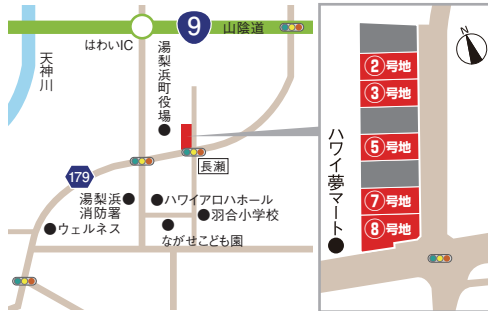 9
山陰道
はわいIC
天神川
湯梨浜町役場
長瀬
179
湯梨浜
消防署
ハワイアロハホール
羽合小学校
ウェルネス
ながせこども園
N
②号地
③号地
⑤号地
⑦号地
⑧号地
ハワイ夢マート